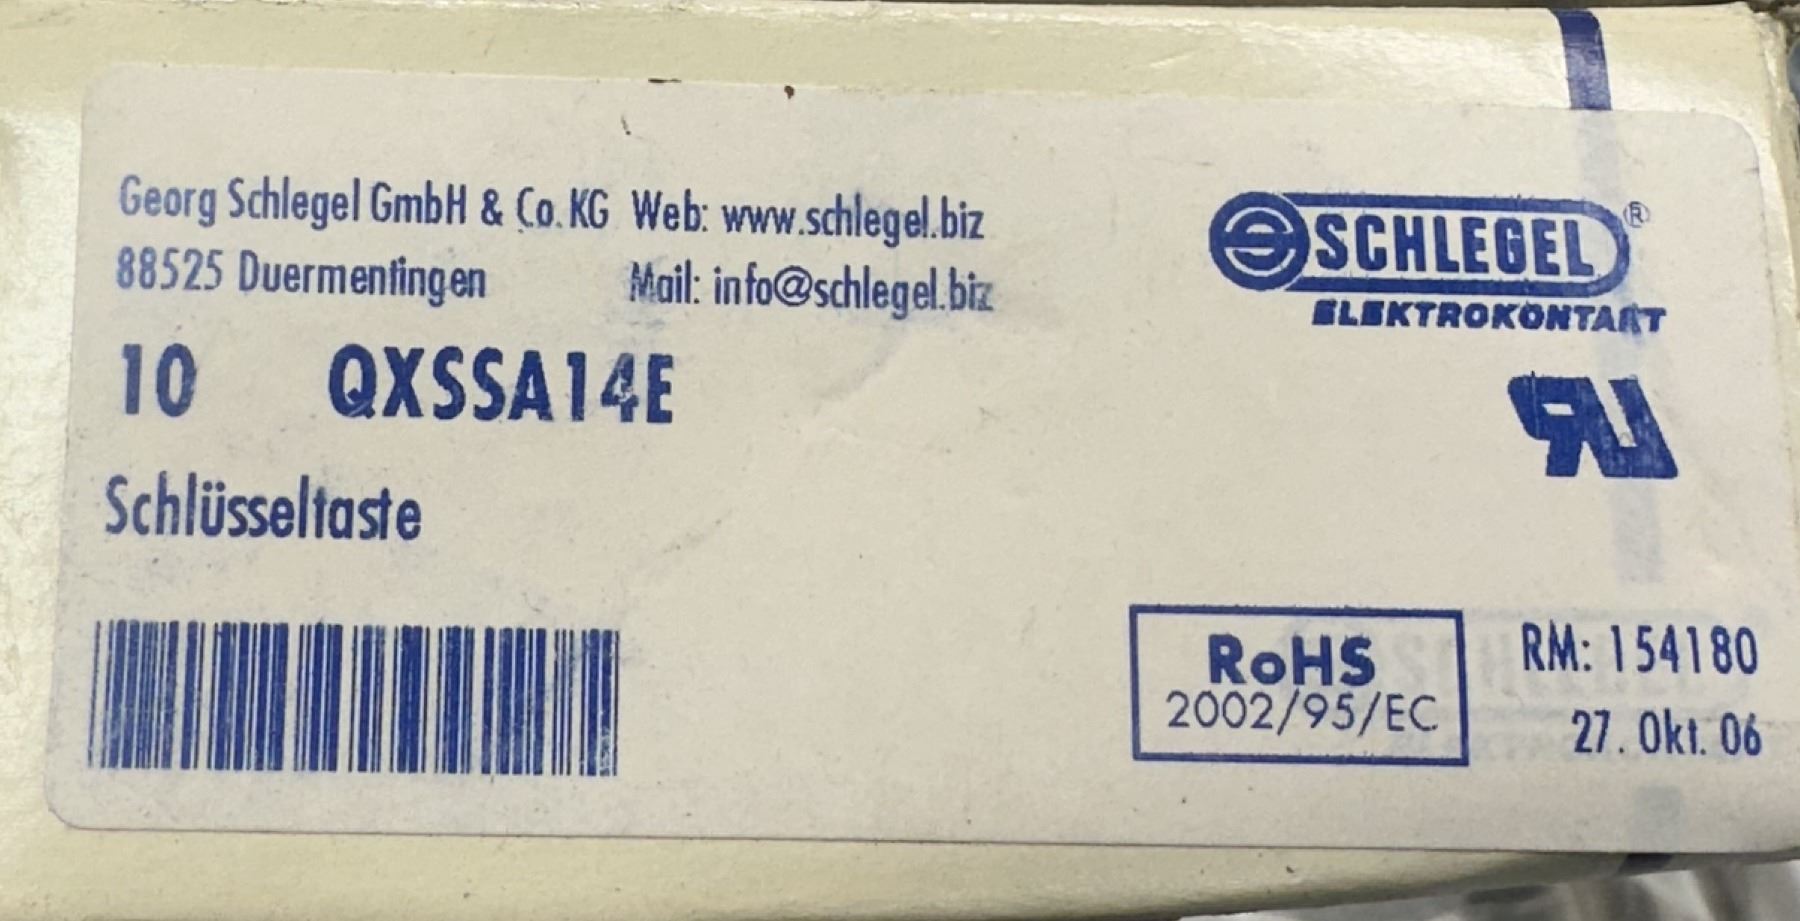 Georg Schlegel GmbH & Co. KG Web: www.schlegel.biz
88525 Duermentingen Mail: info@schlegel.biz
SCHLEGEL®
ELEKTROKONTAKT
10 QXSSA14E
Schlüsseltaste
RoHS
2002/95/EC
RM: 154180
27. Okt. 06